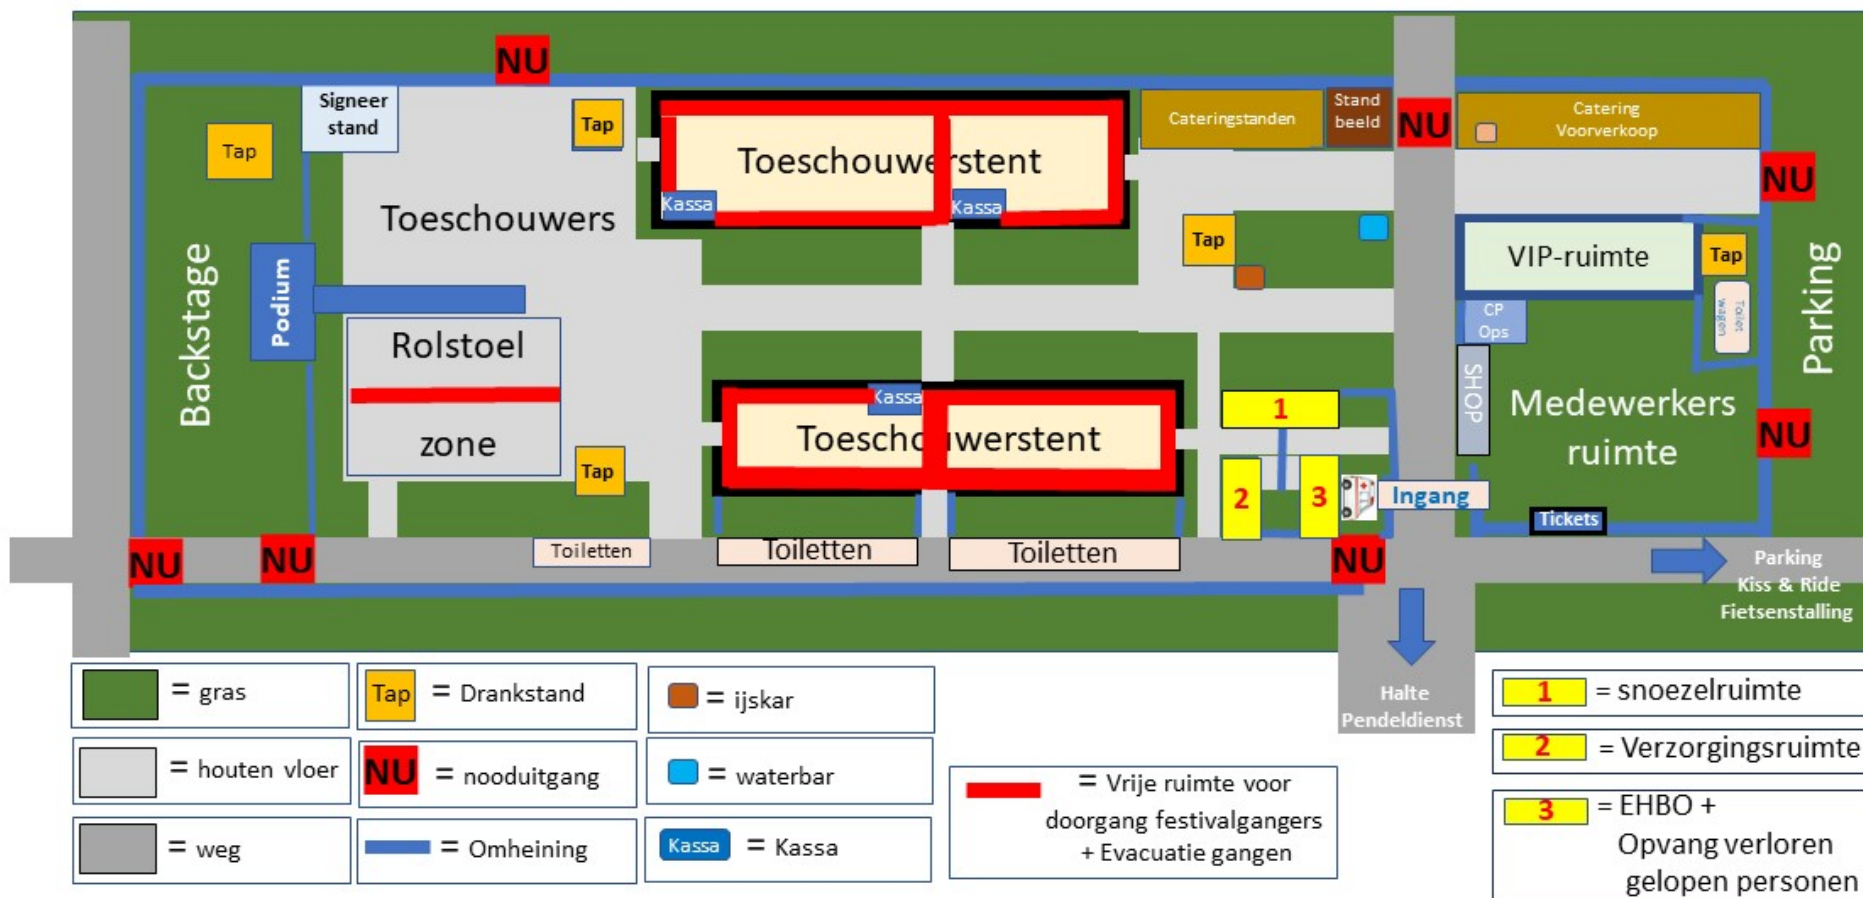 NU
Signeer
stand
Tap
Tap
Toeschouwerstent
Kassa
Kassa
Cateringstanden
Stand
beeld
NU
Catering
Voorverkoop
NU
Toeschouwers
Tap
VIP-ruimte
Tap
Toilet
wagen
Backstage
Podium
Rolstoel
zone
CP
Ops
SHOP
Parking
Kassa
Toeschouwerstent
1
Medewerkers
ruimte
NU
Tap
2
3
Ingang
Tickets
NU
NU
Toiletten
Toiletten
Toiletten
NU
Parking
Kiss & Ride
Fietsenstalling
Halte
Pendeldienst
= gras
Tap = Drankstand
= ijskar
= houten vloer
NU = nooduitgang
= waterbar
= weg
= Omheining
Kassa = Kassa
= Vrije ruimte voor
doorgang festivalgangers
+ Evacuatie gangen
1 = snoezelruimte
2 = Verzorgingsruimte
3 = EHBO +
Opvang verloren
gelopen personen